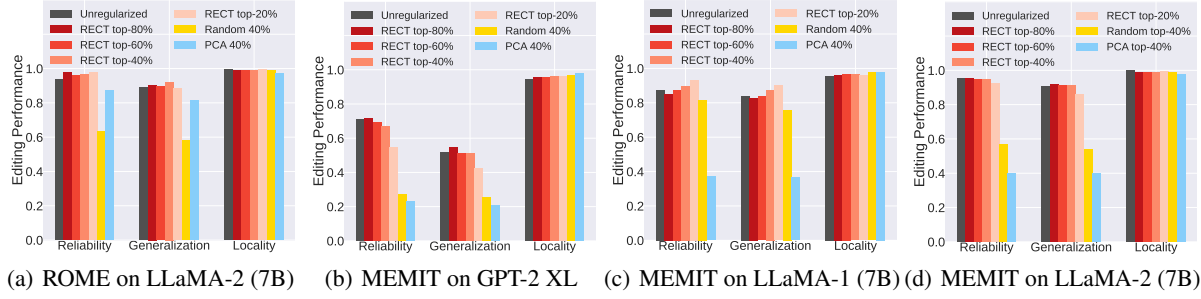 Unregularized
RECT top-80%
RECT top-60%
RECT top-40%
RECT top-20%
Random 40%
PCA 40%
Editing Performance
1.0
0.8
0.6
0.4
0.2
0.0
Reliability Generalization Locality
(a) ROME on LLaMA-2 (7B)
Unregularized
RECT top-80%
RECT top-60%
RECT top-40%
RECT top-20%
Random 40%
PCA 40%
Editing Performance
1.0
0.8
0.6
0.4
0.2
0.0
Reliability Generalization Locality
(b) MEMIT on GPT-2 XL
Unregularized
RECT top-80%
RECT top-60%
RECT top-40%
RECT top-20%
Random 40%
PCA 40%
Editing Performance
1.0
0.8
0.6
0.4
0.2
0.0
Reliability Generalization Locality
(c) MEMIT on LLaMA-1 (7B)
Unregularized
RECT top-80%
RECT top-60%
RECT top-40%
RECT top-20%
Random top-40%
PCA top-40%
Editing Performance
1.0
0.8
0.6
0.4
0.2
0.0
Reliability Generalization Locality
(d) MEMIT on LLaMA-2 (7B)